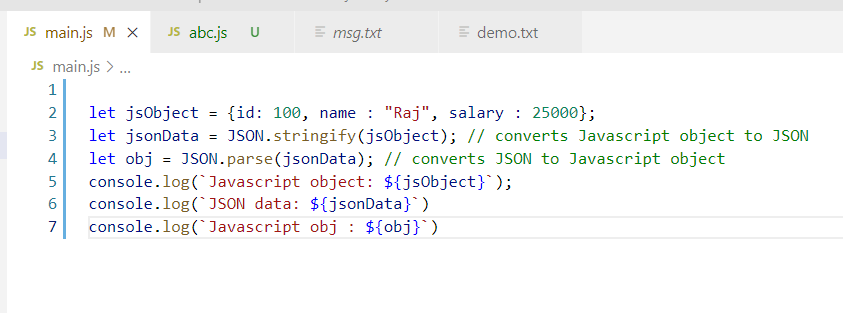 JS main.js M ✕ JS abc.js U msg.txt demo.txt
JS main.js > ...
1
2 let jsObject = {id: 100, name : "Raj", salary : 25000};
3 let jsonData = JSON.stringify(jsObject); // converts Javascript object to JSON
4 let obj = JSON.parse(jsonData); // converts JSON to Javascript object
5 console.log(`Javascript object: ${jsObject}`);
6 console.log(`JSON data: ${jsonData}`)
7 console.log(`Javascript obj : ${obj}`)